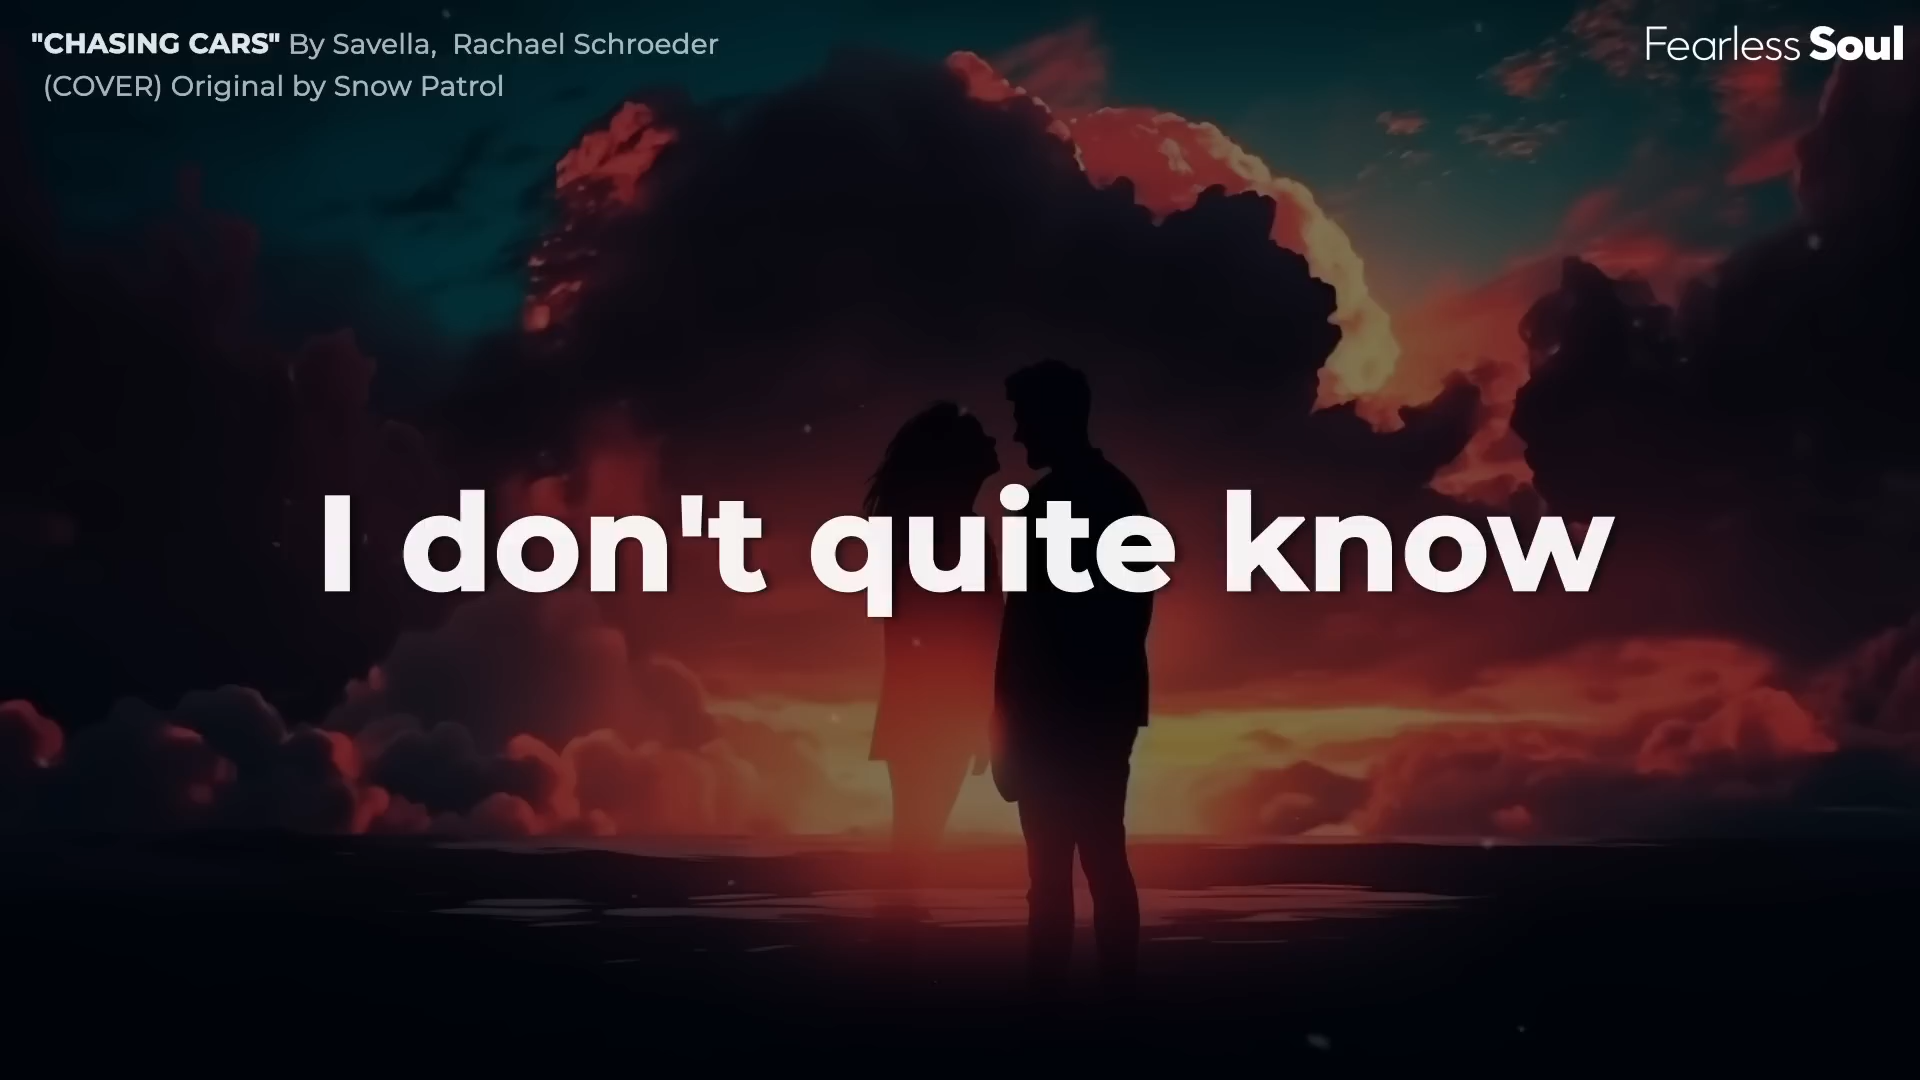 "CHASING CARS" By Savella,  Rachael Schroeder
(COVER) Original by Snow Patrol
Fearless Soul
I don't quite know